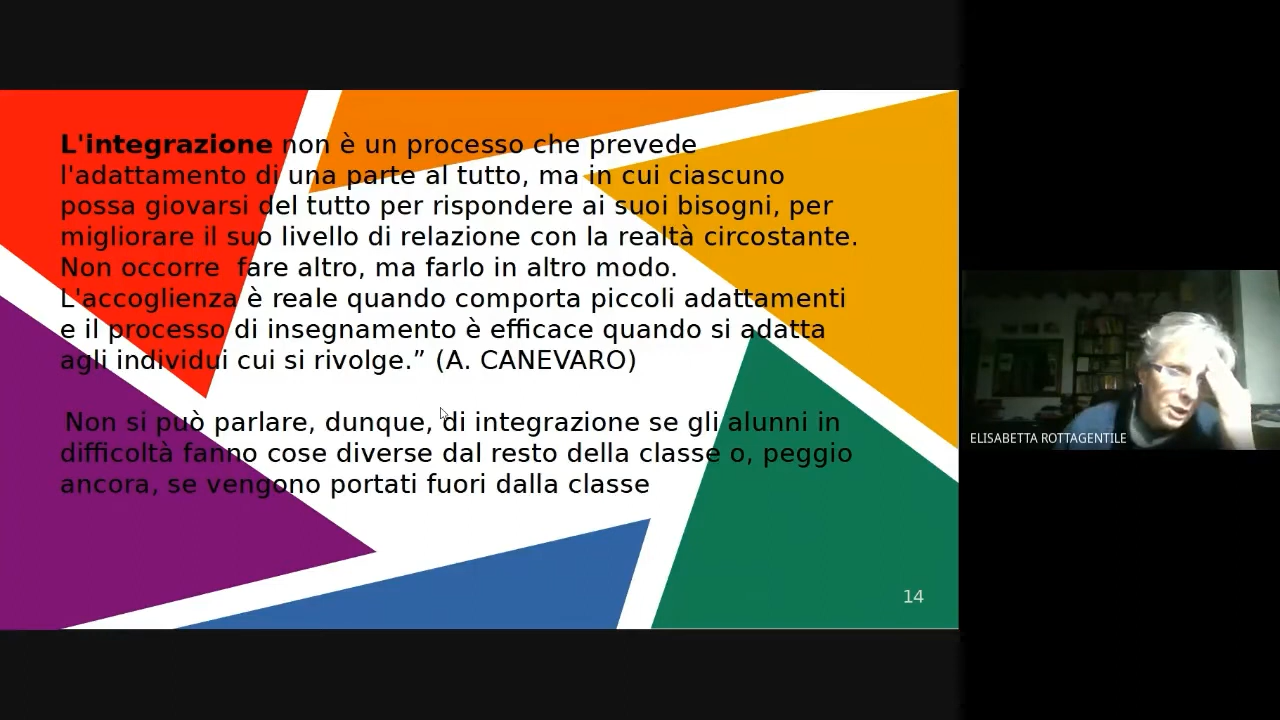 L'integrazione non è un processo che prevede
l'adattamento di una parte al tutto, ma in cui ciascuno
possa giovarsi del tutto per rispondere ai suoi bisogni, per
migliorare il suo livello di relazione con la realtà circostante.
Non occorre  fare altro, ma farlo in altro modo.
L'accoglienza è reale quando comporta piccoli adattamenti
e il processo di insegnamento è efficace quando si adatta
agli individui cui si rivolge.” (A. CANEVARO)
Non si può parlare, dunque, di integrazione se gli alunni in
difficoltà fanno cose diverse dal resto della classe o, peggio
ancora, se vengono portati fuori dalla classe
14
ELISABETTA ROTTAGENTILE